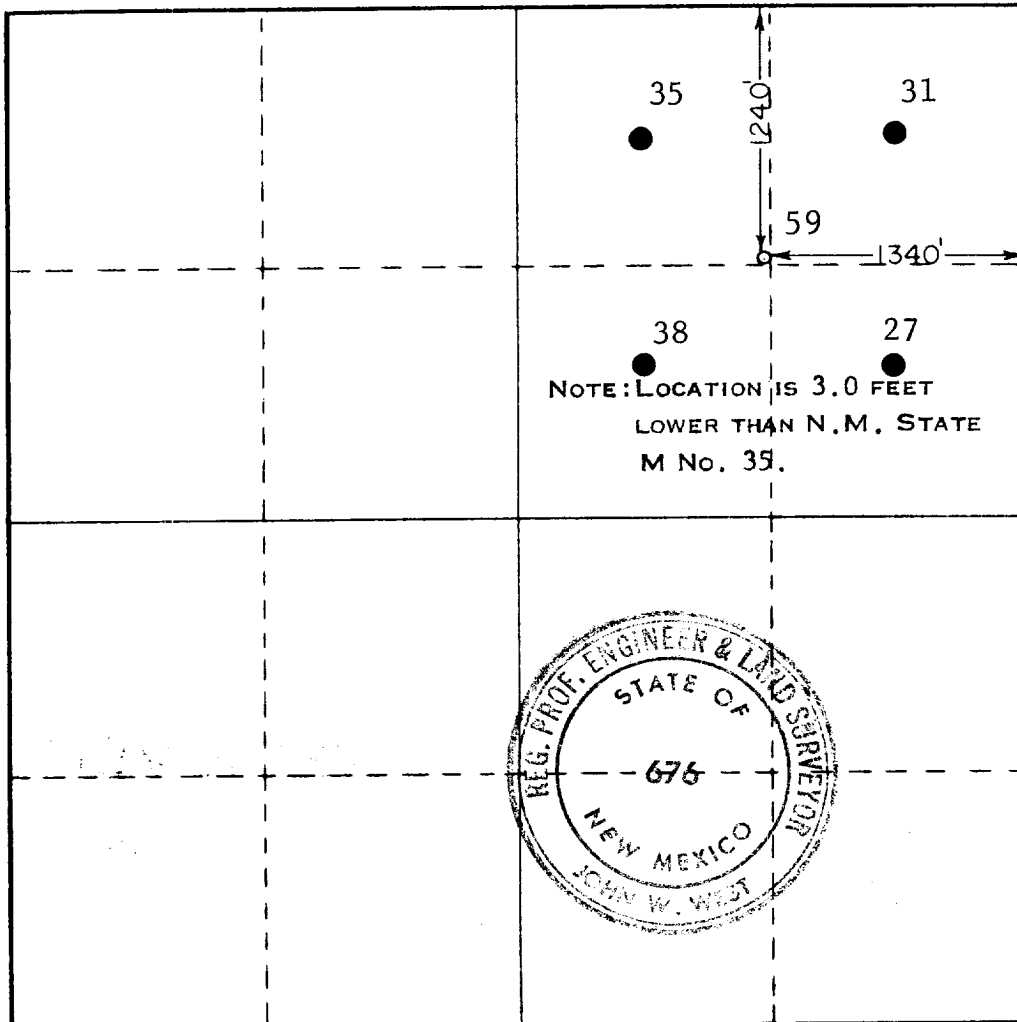 35
31
1240'
59
1340'
38
27
NOTE: LOCATION IS 3.0 FEET
LOWER THAN N.M. STATE
M NO. 35.
REG. PROF. ENGINEER & LAND SURVEYOR
STATE OF
676
NEW MEXICO
JOHN W. WEST